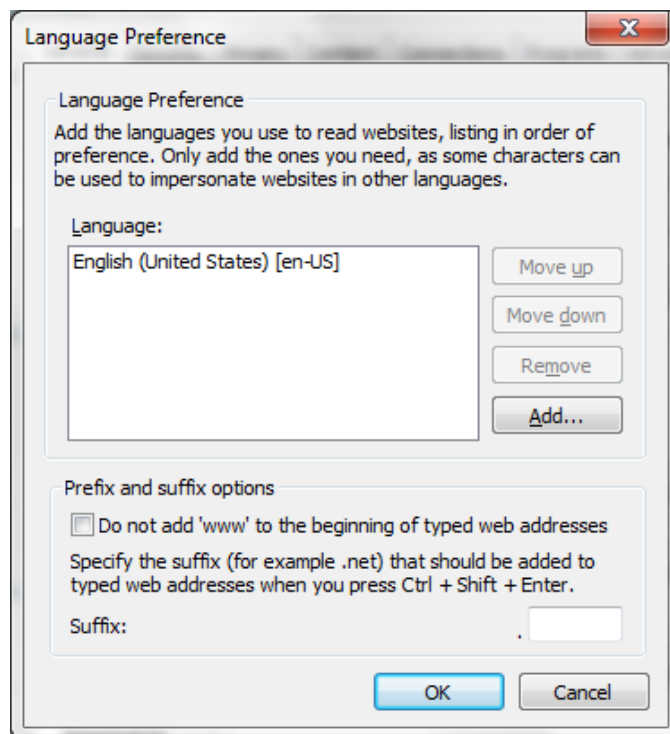 Language Preference
Language Preference
Add the languages you use to read websites, listing in order of
preference. Only add the ones you need, as some characters can
be used to impersonate websites in other languages.
Language:
English (United States) [en-US]
Move up
Move down
Remove
Add...
Prefix and suffix options
Do not add 'www' to the beginning of typed web addresses
Specify the suffix (for example .net) that should be added to
typed web addresses when you press Ctrl + Shift + Enter.
Suffix: .
OK Cancel